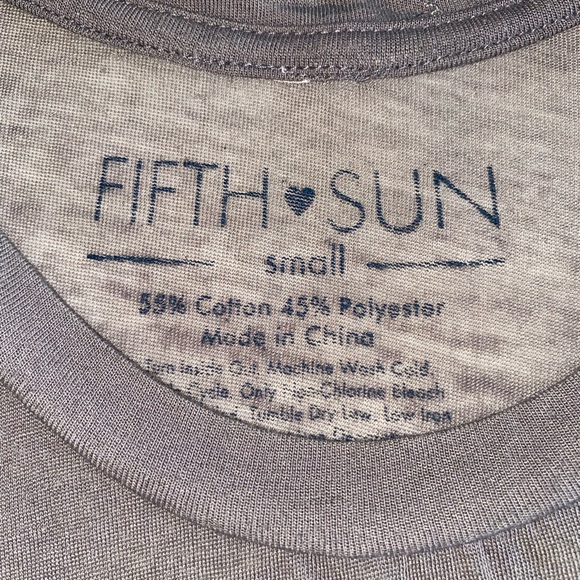 FIFTH♥SUN
small
55% Cotton 45% Polyester
Made in China
Turn Inside Out Machine Wash Cold
Cycle. Only Non-Chlorine Bleach
Tumble Dry Low. Low Iron